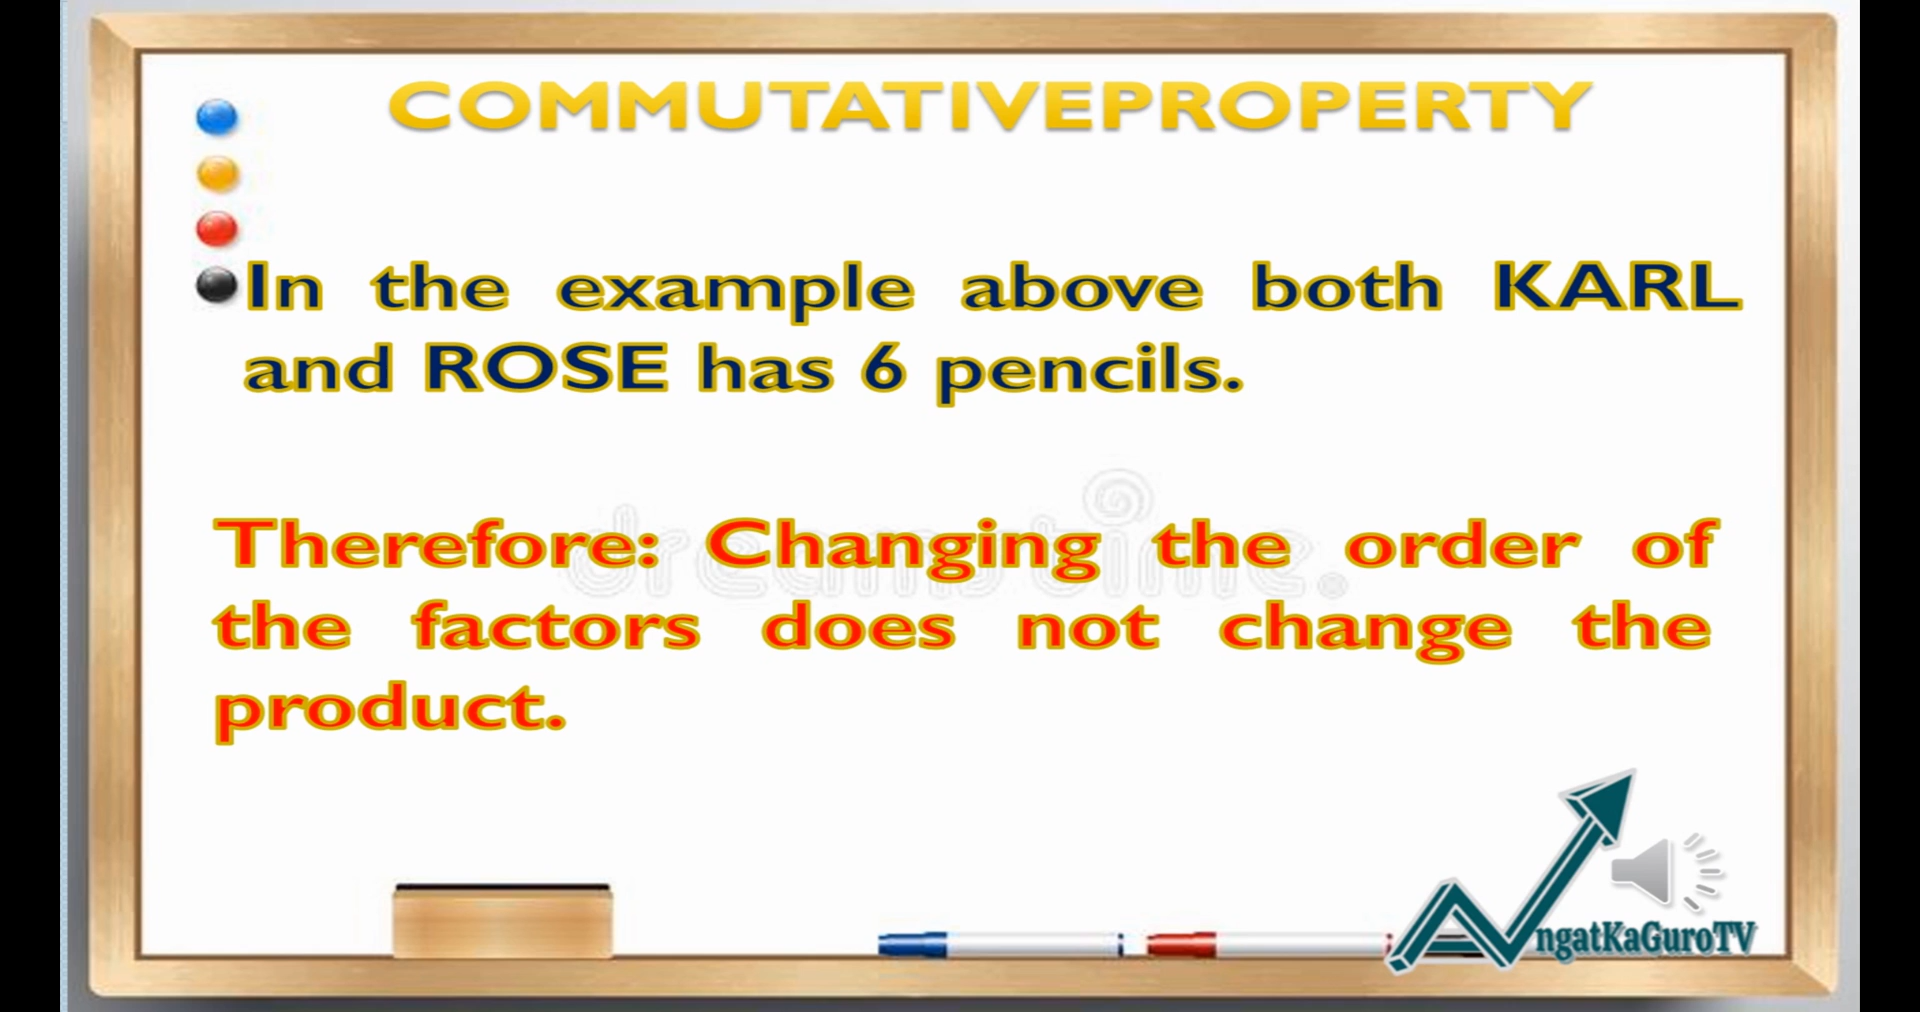 COMMUTATIVEPROPERTY
In the example above both KARL
and ROSE has 6 pencils.
dreamstime.
Therefore: Changing the order of
the factors does not change the
product.
ngatKaGuroTV